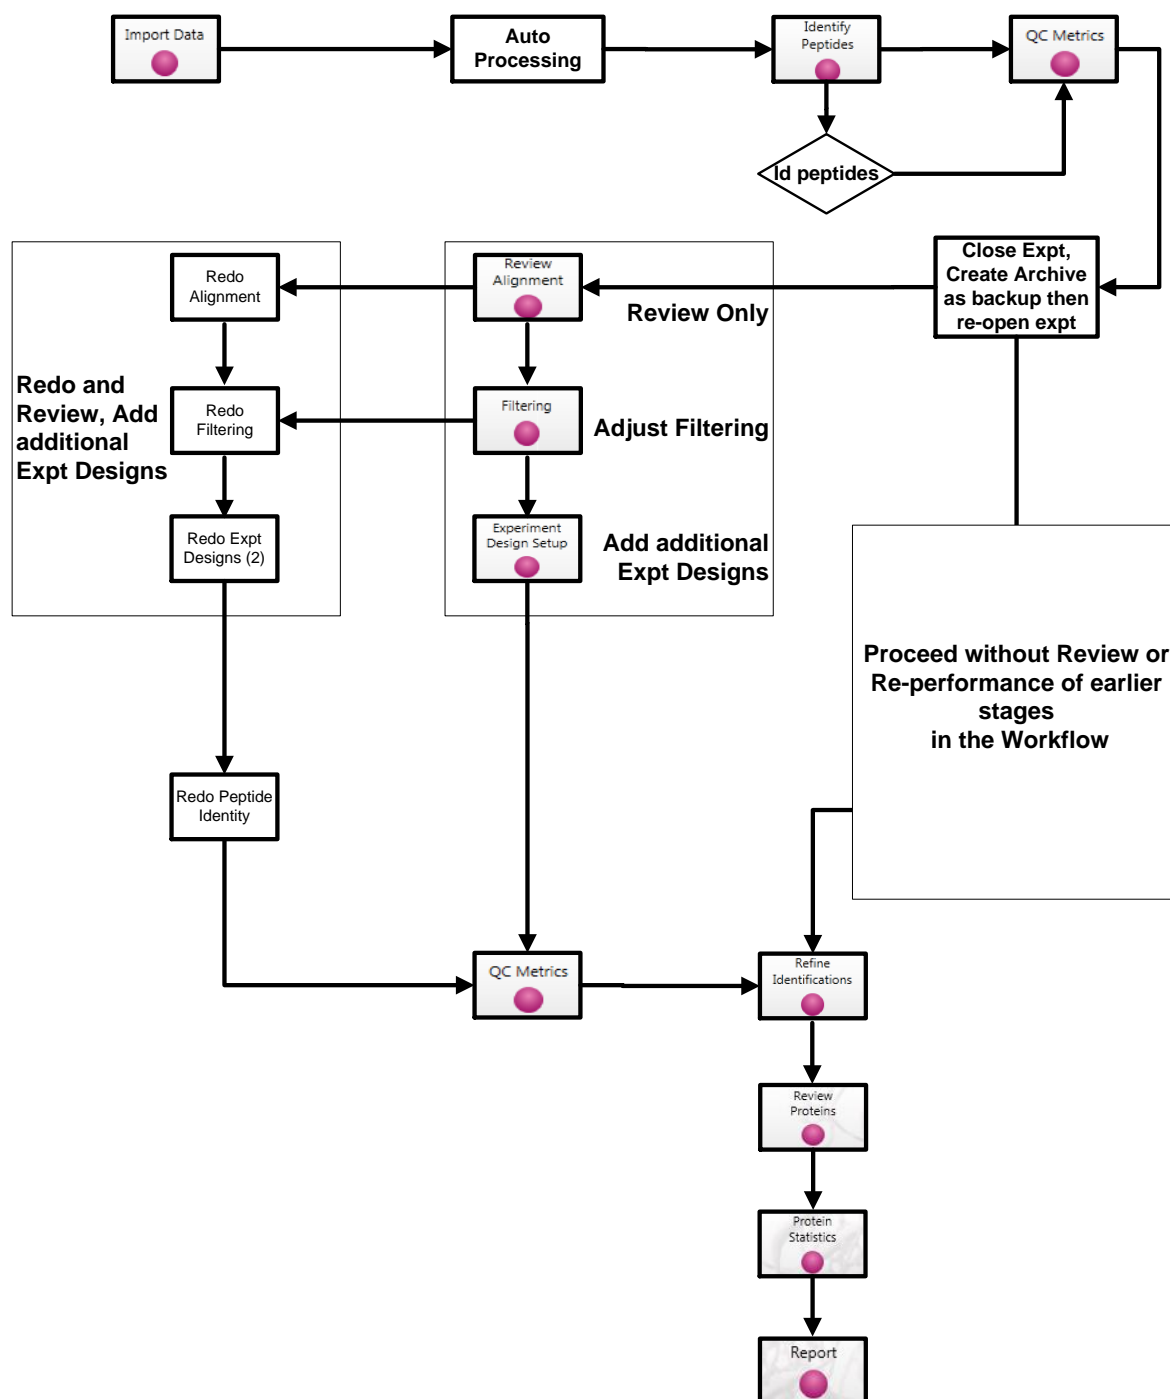 Import Data
Auto
Processing
Identify
Peptides
QC Metrics
Id peptides
Close Expt,
Create Archive
as backup then
re-open expt
Review
Alignment
Review Only
Redo
Alignment
Redo and
Review, Add
additional
Expt Designs
Redo
Filtering
Filtering
Adjust Filtering
Redo Expt
Designs (2)
Experiment
Design Setup
Add additional
Expt Designs
Proceed without Review or
Re-performance of earlier
stages
in the Workflow
Redo Peptide
Identity
QC Metrics
Refine
Identifications
Review
Proteins
Protein
Statistics
Report